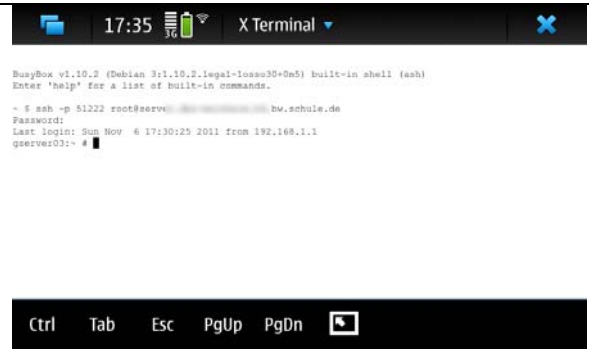 17:35 3G X Terminal
BusyBox v1.10.2 (Debian 3:1.10.2.legal-1osso30+0m5) built-in shell (ash)
Enter 'help' for a list of built-in commands.
~ $ ssh -p 51222 root@serve bw.schule.de
Password:
Last login: Sun Nov 6 17:30:25 2011 from 192.168.1.1
gserver03:~ #
Ctrl Tab Esc PgUp PgDn